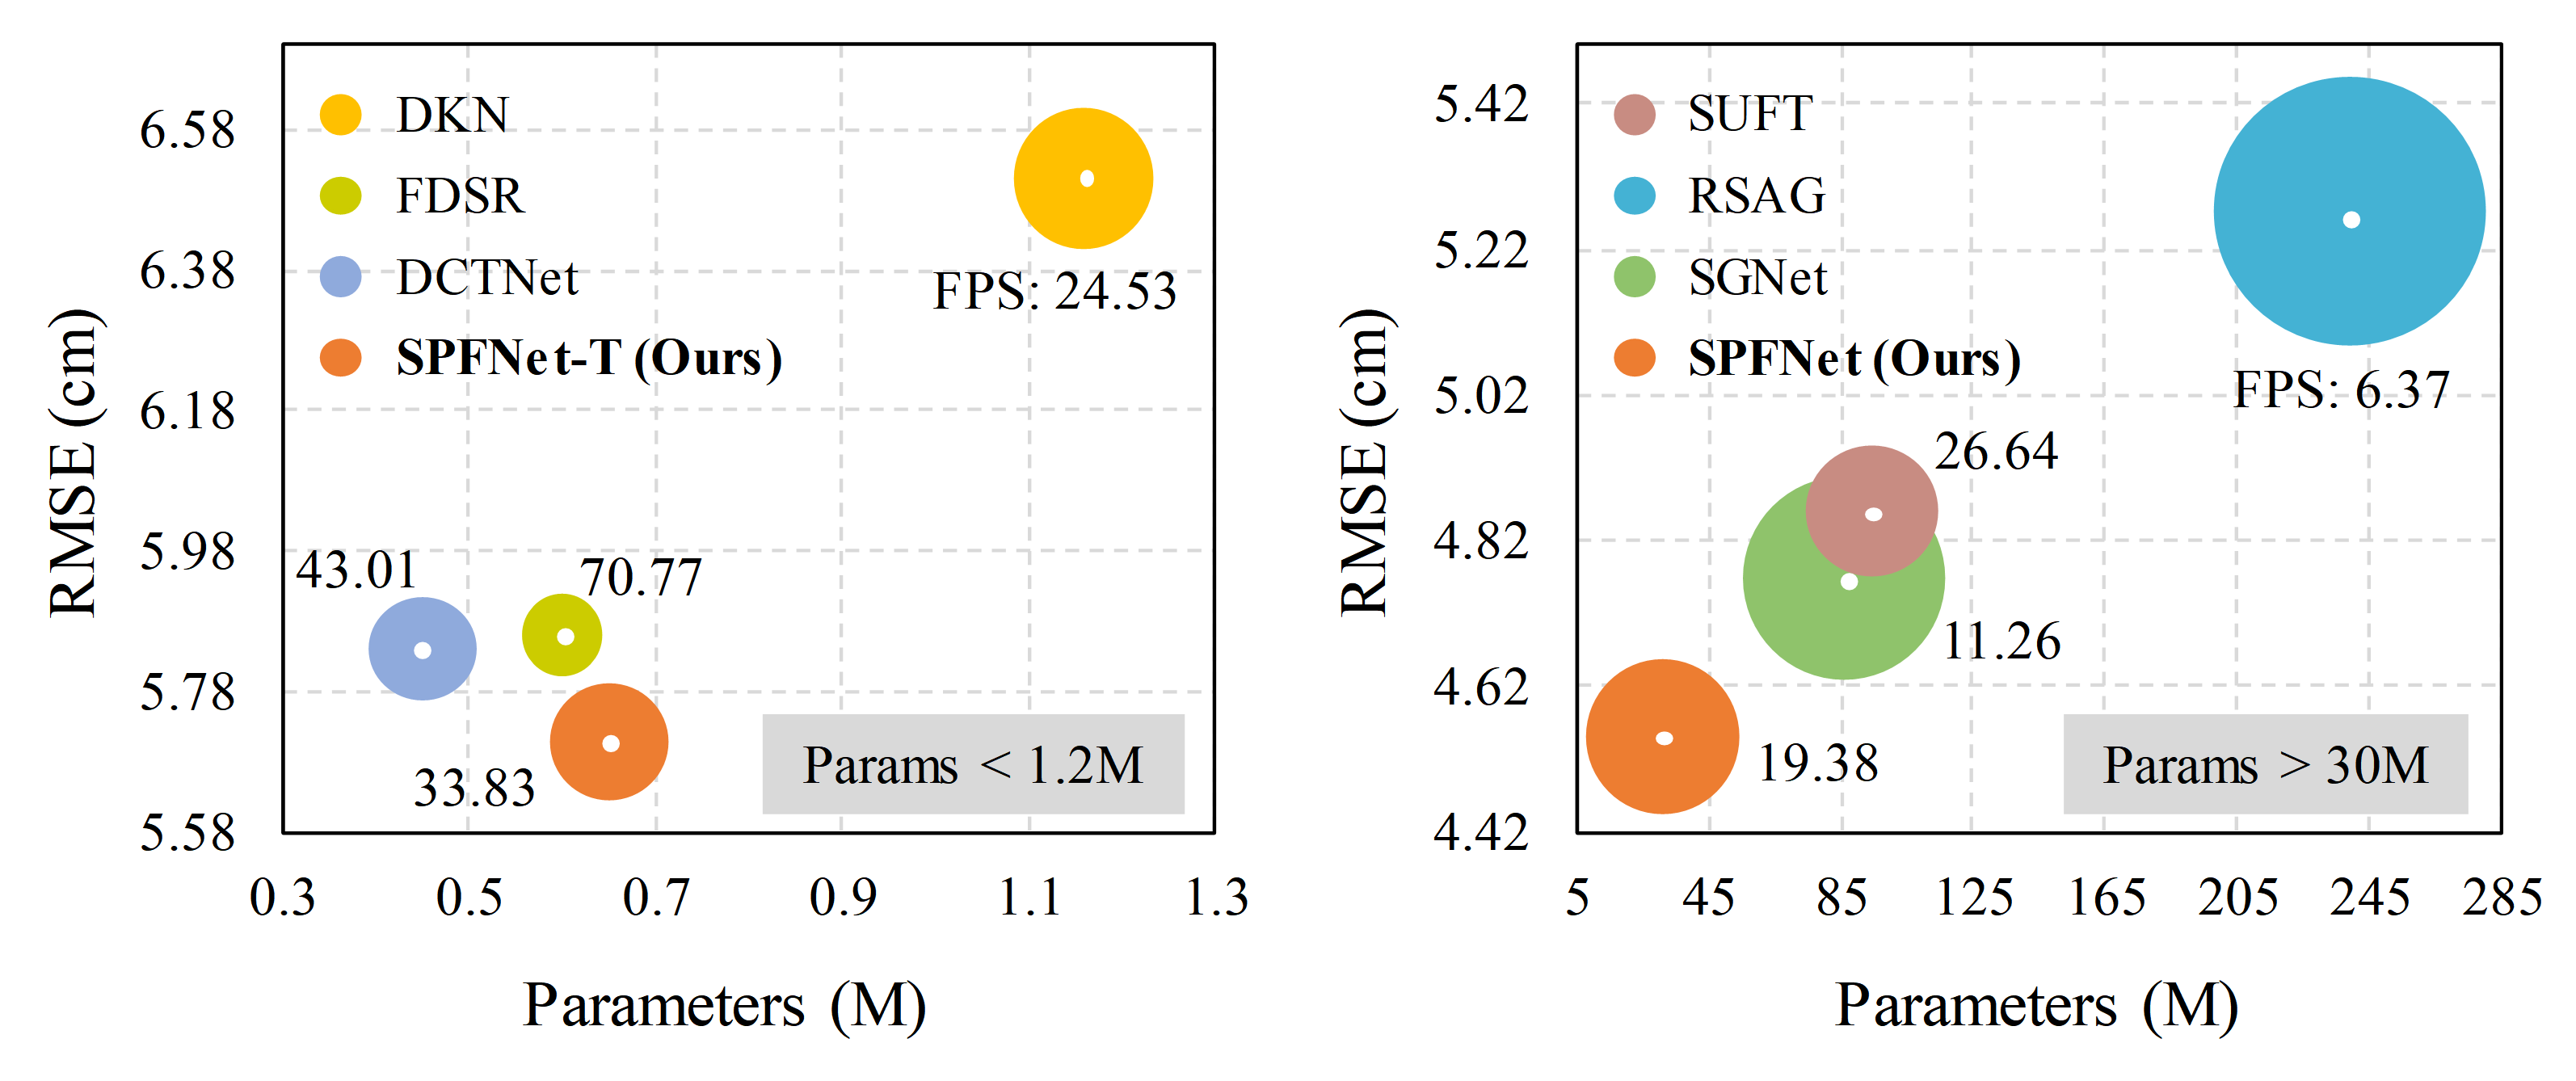 RMSE (cm)
6.58
6.38
6.18
5.98
5.78
5.58
DKN
FDSR
DCTNet
SPFNet-T (Ours)
FPS: 24.53
43.01
70.77
33.83
Params < 1.2M
0.3 0.5 0.7 0.9 1.1 1.3
Parameters (M)
RMSE (cm)
5.42
5.22
5.02
4.82
4.62
4.42
SUFT
RSAG
SGNet
SPFNet (Ours)
FPS: 6.37
26.64
11.26
19.38
Params > 30M
5 45 85 125 165 205 245 285
Parameters (M)